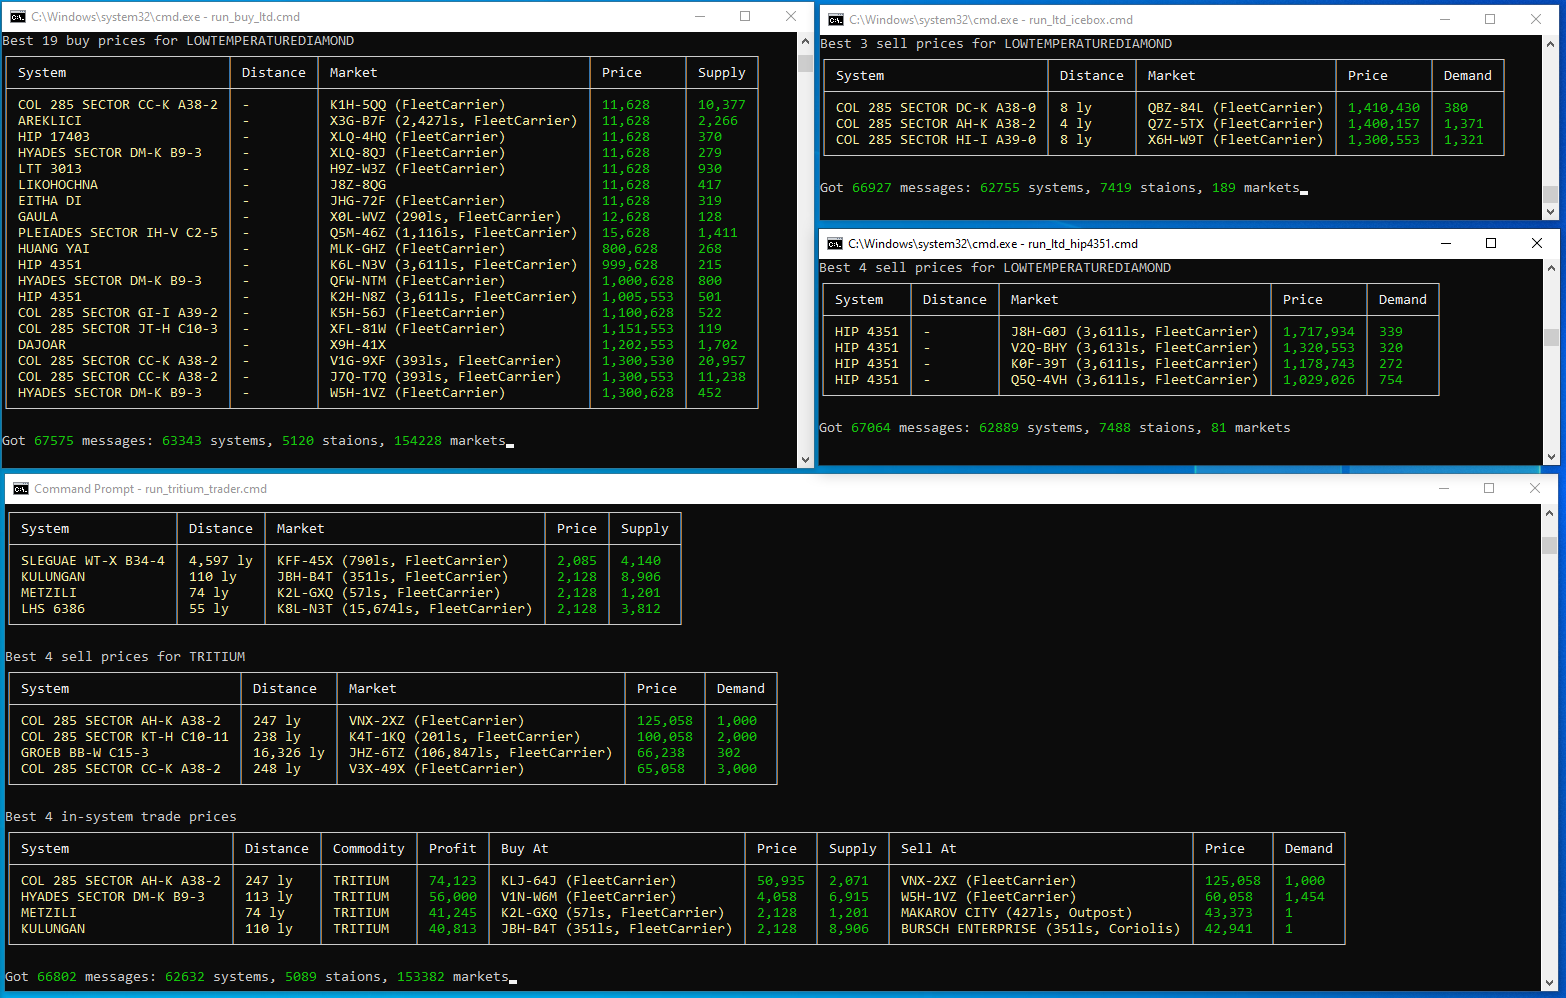 C:\Windows\system32\cmd.exe - run_buy_ltd.cmd
Best 19 buy prices for LOWTEMPERATUREDIAMOND
System Distance Market Price Supply
COL 285 SECTOR CC-K A38-2 - K1H-5QQ (FleetCarrier) 11,628 10,377
AREKLICI - X3G-B7F (2,427ls, FleetCarrier) 11,628 2,266
HIP 17403 - XLQ-4HQ (FleetCarrier) 11,628 370
HYADES SECTOR DM-K B9-3 - XLQ-8QJ (FleetCarrier) 11,628 279
LTT 3013 - H9Z-W3Z (FleetCarrier) 11,628 930
LIKOHOCHNA - J8Z-8QG 11,628 417
EITHA DI - JHG-72F (FleetCarrier) 11,628 319
GAULA - X0L-WVZ (290ls, FleetCarrier) 12,628 128
PLEIADES SECTOR IH-V C2-5 - Q5M-46Z (1,116ls, FleetCarrier) 15,628 1,411
HUANG YAI - MLK-GHZ (FleetCarrier) 800,628 268
HIP 4351 - K6L-N3V (3,611ls, FleetCarrier) 999,628 215
HYADES SECTOR DM-K B9-3 - QFW-NTM (FleetCarrier) 1,000,628 800
HIP 4351 - K2H-N8Z (3,611ls, FleetCarrier) 1,005,553 501
COL 285 SECTOR GI-I A39-2 - K5H-56J (FleetCarrier) 1,100,628 522
COL 285 SECTOR JT-H C10-3 - XFL-81W (FleetCarrier) 1,151,553 119
DAJOAR - X9H-41X 1,202,553 1,702
COL 285 SECTOR CC-K A38-2 - V1G-9XF (393ls, FleetCarrier) 1,300,530 20,957
COL 285 SECTOR CC-K A38-2 - J7Q-T7Q (393ls, FleetCarrier) 1,300,553 11,238
HYADES SECTOR DM-K B9-3 - W5H-1VZ (FleetCarrier) 1,300,628 452
Got 67575 messages: 63343 systems, 5120 staions, 154228 markets
C:\Windows\system32\cmd.exe - run_ltd_icebox.cmd
Best 3 sell prices for LOWTEMPERATUREDIAMOND
System Distance Market Price Demand
COL 285 SECTOR DC-K A38-0 8 ly QBZ-84L (FleetCarrier) 1,410,430 380
COL 285 SECTOR AH-K A38-2 4 ly Q7Z-5TX (FleetCarrier) 1,400,157 1,371
COL 285 SECTOR HI-I A39-0 8 ly X6H-W9T (FleetCarrier) 1,300,553 1,321
Got 66927 messages: 62755 systems, 7419 staions, 189 markets
C:\Windows\system32\cmd.exe - run_ltd_hip4351.cmd
Best 4 sell prices for LOWTEMPERATUREDIAMOND
System Distance Market Price Demand
HIP 4351 - J8H-G0J (3,611ls, FleetCarrier) 1,717,934 339
HIP 4351 - V2Q-BHY (3,613ls, FleetCarrier) 1,320,553 320
HIP 4351 - K0F-39T (3,611ls, FleetCarrier) 1,178,743 272
HIP 4351 - Q5Q-4VH (3,611ls, FleetCarrier) 1,029,026 754
Got 67064 messages: 62889 systems, 7488 staions, 81 markets
Command Prompt - run_tritium_trader.cmd
System Distance Market Price Supply
SLEGUAE WT-X B34-4 4,597 ly KFF-45X (790ls, FleetCarrier) 2,085 4,140
KULUNGAN 110 ly JBH-B4T (351ls, FleetCarrier) 2,128 8,906
METZILI 74 ly K2L-GXQ (57ls, FleetCarrier) 2,128 1,201
LHS 6386 55 ly K8L-N3T (15,674ls, FleetCarrier) 2,128 3,812
Best 4 sell prices for TRITIUM
System Distance Market Price Demand
COL 285 SECTOR AH-K A38-2 247 ly VNX-2XZ (FleetCarrier) 125,058 1,000
COL 285 SECTOR KT-H C10-11 238 ly K4T-1KQ (201ls, FleetCarrier) 100,058 2,000
GROEB BB-W C15-3 16,326 ly JHZ-6TZ (106,847ls, FleetCarrier) 66,238 302
COL 285 SECTOR CC-K A38-2 248 ly V3X-49X (FleetCarrier) 65,058 3,000
Best 4 in-system trade prices
System Distance Commodity Profit Buy At Price Supply Sell At Price Demand
COL 285 SECTOR AH-K A38-2 247 ly TRITIUM 74,123 KLJ-64J (FleetCarrier) 50,935 2,071 VNX-2XZ (FleetCarrier) 125,058 1,000
HYADES SECTOR DM-K B9-3 113 ly TRITIUM 56,000 V1N-W6M (FleetCarrier) 4,058 6,915 W5H-1VZ (FleetCarrier) 60,058 1,454
METZILI 74 ly TRITIUM 41,245 K2L-GXQ (57ls, FleetCarrier) 2,128 1,201 MAKAROV CITY (427ls, Outpost) 43,373 1
KULUNGAN 110 ly TRITIUM 40,813 JBH-B4T (351ls, FleetCarrier) 2,128 8,906 BURSCH ENTERPRISE (351ls, Coriolis) 42,941 1
Got 66802 messages: 62632 systems, 5089 staions, 153382 markets